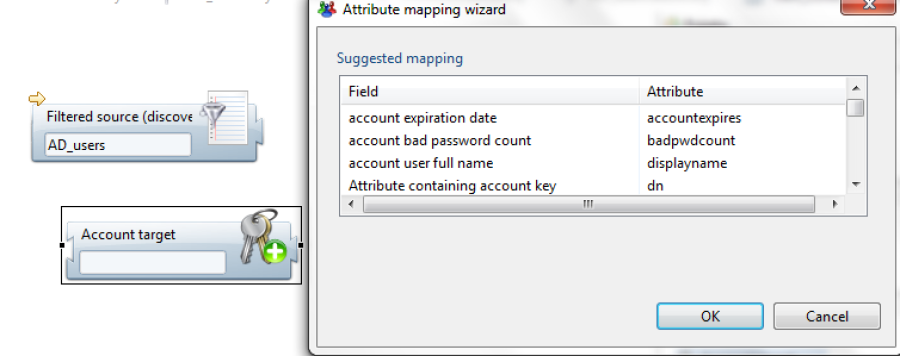 Attribute mapping wizard
Suggested mapping
Field Attribute
account expiration date accountexpires
account bad password count badpwdcount
account user full name displayname
Attribute containing account key dn
OK Cancel
Filtered source (discove
AD_users
Account target